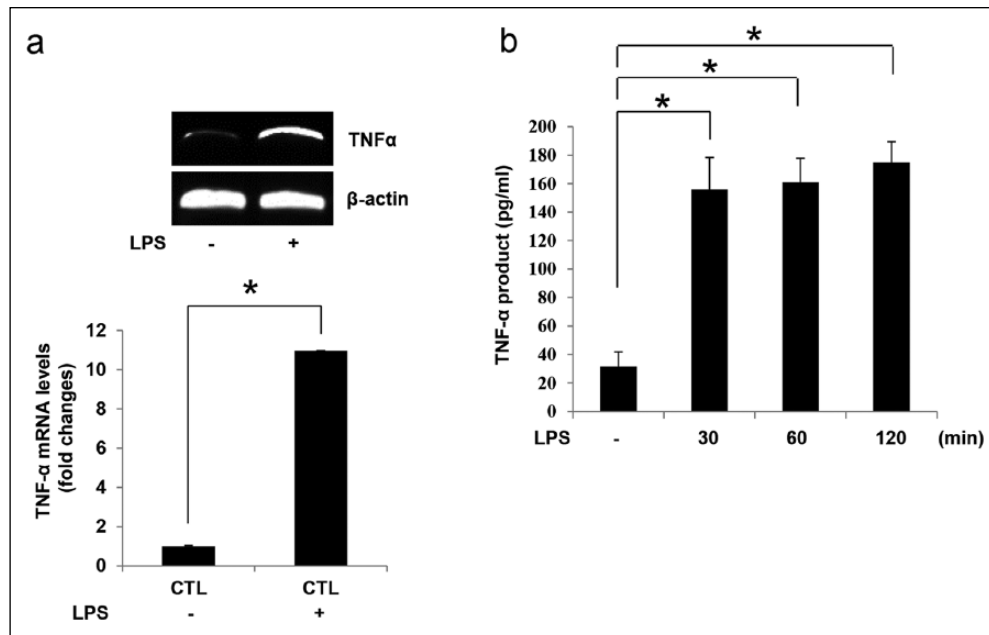 a
TNFα
β-actin
LPS - +
*
TNF-α mRNA levels
(fold changes)
12
10
8
6
4
2
0
CTL CTL
LPS - +
b
*
*
*
TNF-α product (pg/ml)
200
180
160
140
120
100
80
60
40
20
0
LPS - 30 60 120 (min)